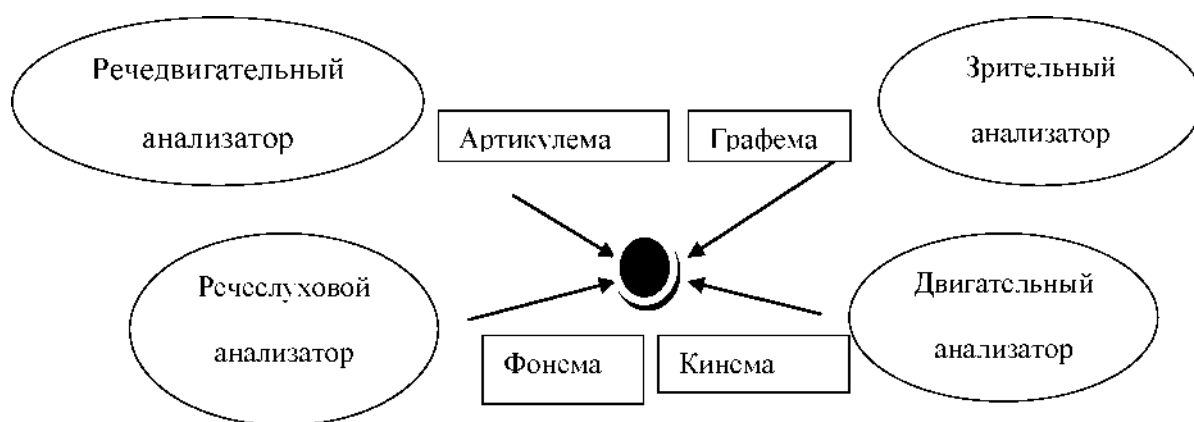 Речедвигательный
анализатор
Артикулема
Графема
Зрительный
анализатор
Речеслуховой
анализатор
Фонема
Кинема
Двигательный
анализатор